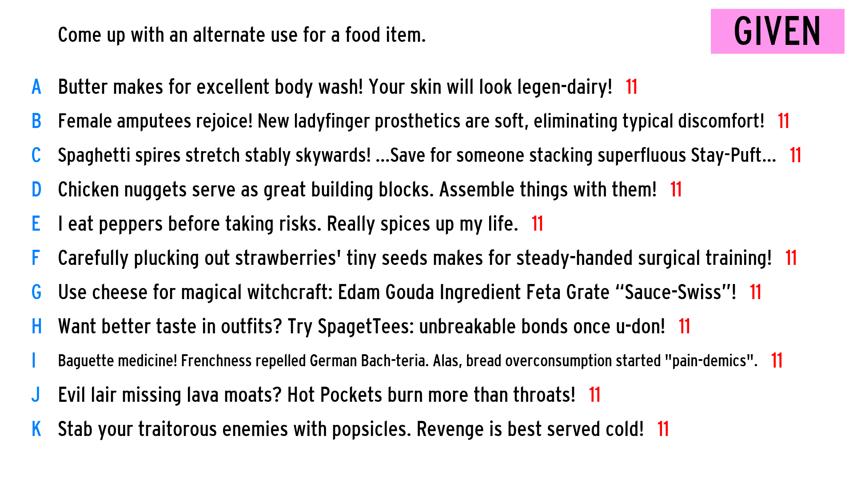 Come up with an alternate use for a food item.
GIVEN
A Butter makes for excellent body wash! Your skin will look legen-dairy! 11
B Female amputees rejoice! New ladyfinger prosthetics are soft, eliminating typical discomfort! 11
C Spaghetti spires stretch stably skywards! ...Save for someone stacking superfluous Stay-Puft... 11
D Chicken nuggets serve as great building blocks. Assemble things with them! 11
E I eat peppers before taking risks. Really spices up my life. 11
F Carefully plucking out strawberries' tiny seeds makes for steady-handed surgical training! 11
G Use cheese for magical witchcraft: Edam Gouda Ingredient Feta Grate “Sauce-Swiss”! 11
H Want better taste in outfits? Try SpagetTees: unbreakable bonds once u-don! 11
I Baguette medicine! Frenchness repelled German Bach-teria. Alas, bread overconsumption started "pain-demics". 11
J Evil lair missing lava moats? Hot Pockets burn more than throats! 11
K Stab your traitorous enemies with popsicles. Revenge is best served cold! 11